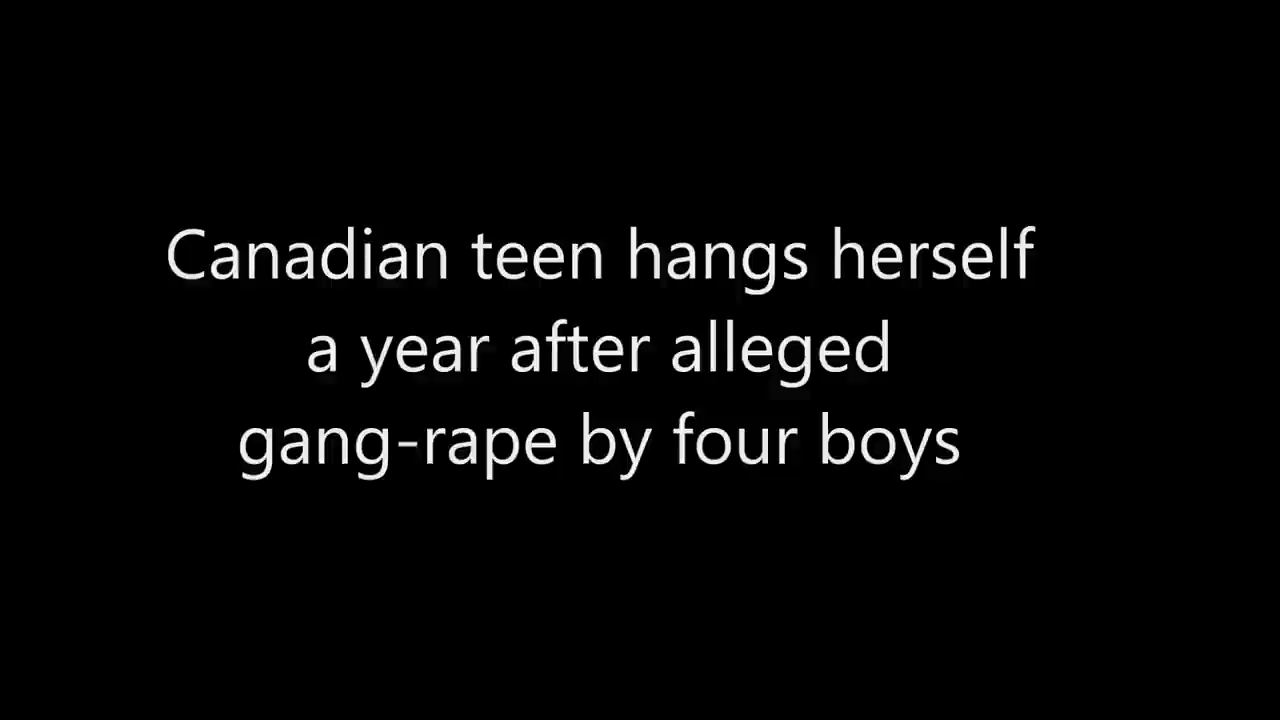 Canadian teen hangs herself
a year after alleged
gang-rape by four boys